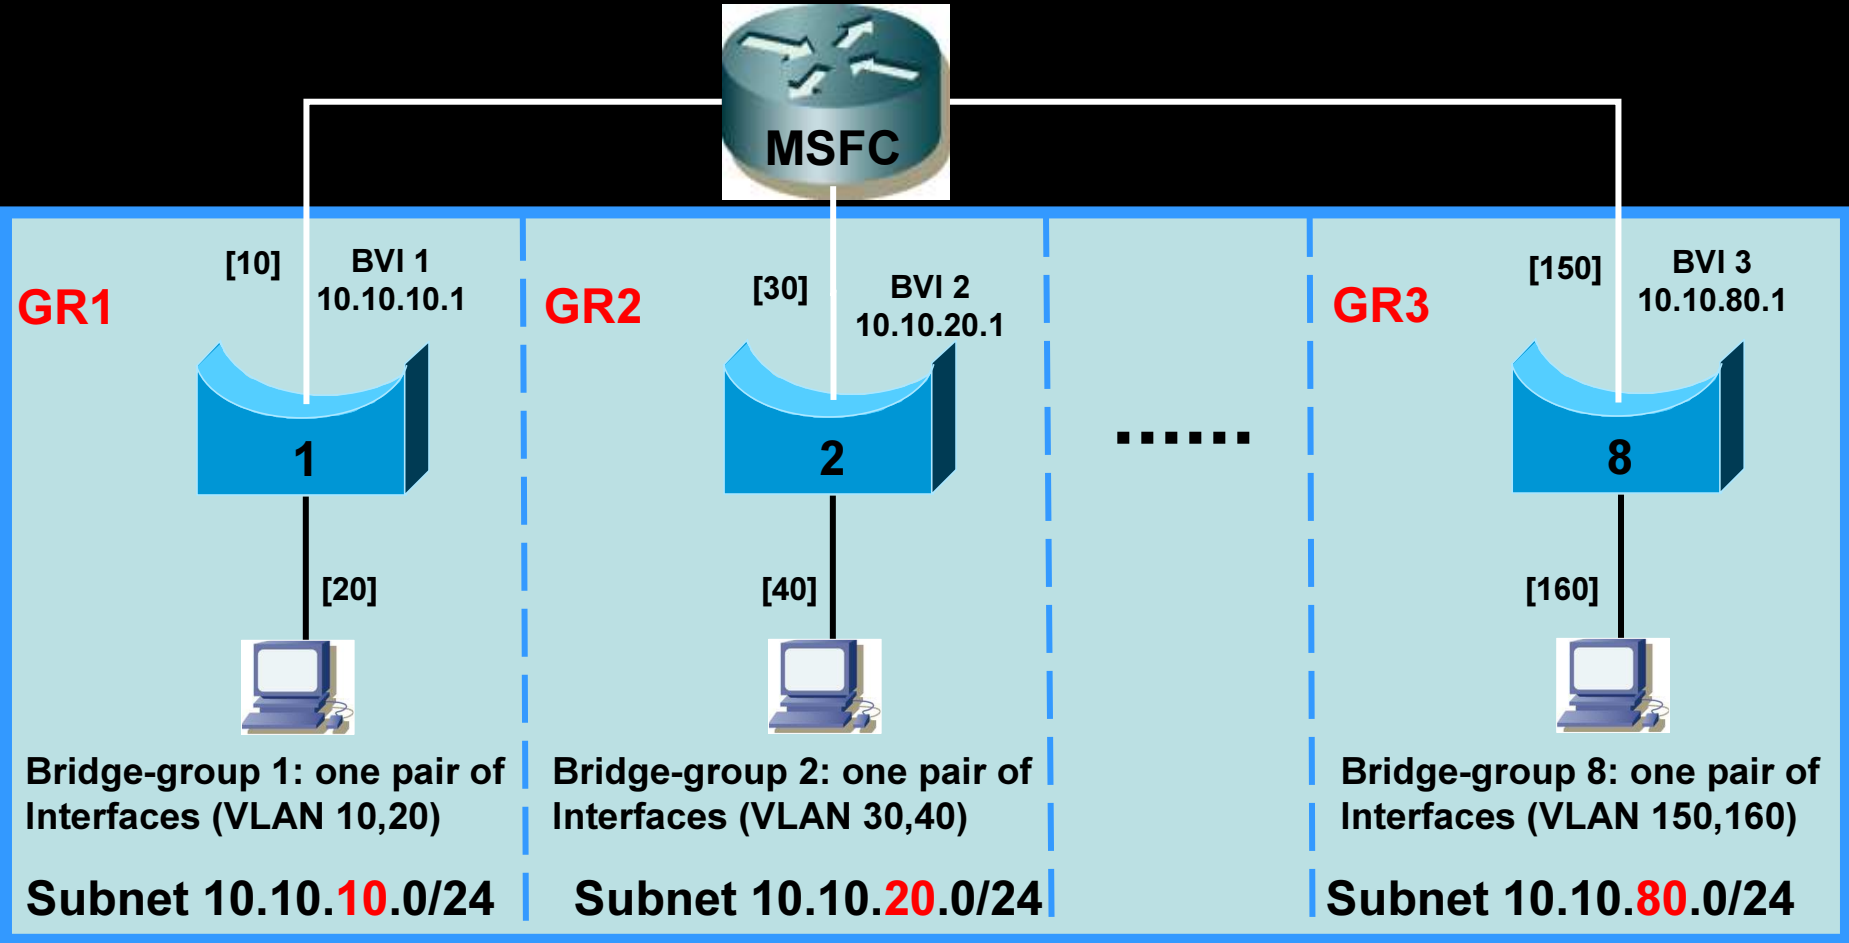 MSFC
GR1
[10]
BVI 1
10.10.10.1
1
[20]
Bridge-group 1: one pair of
Interfaces (VLAN 10,20)
Subnet 10.10.10.0/24
GR2
[30]
BVI 2
10.10.20.1
2
[40]
Bridge-group 2: one pair of
Interfaces (VLAN 30,40)
Subnet 10.10.20.0/24
......
GR3
[150]
BVI 3
10.10.80.1
8
[160]
Bridge-group 8: one pair of
Interfaces (VLAN 150,160)
Subnet 10.10.80.0/24